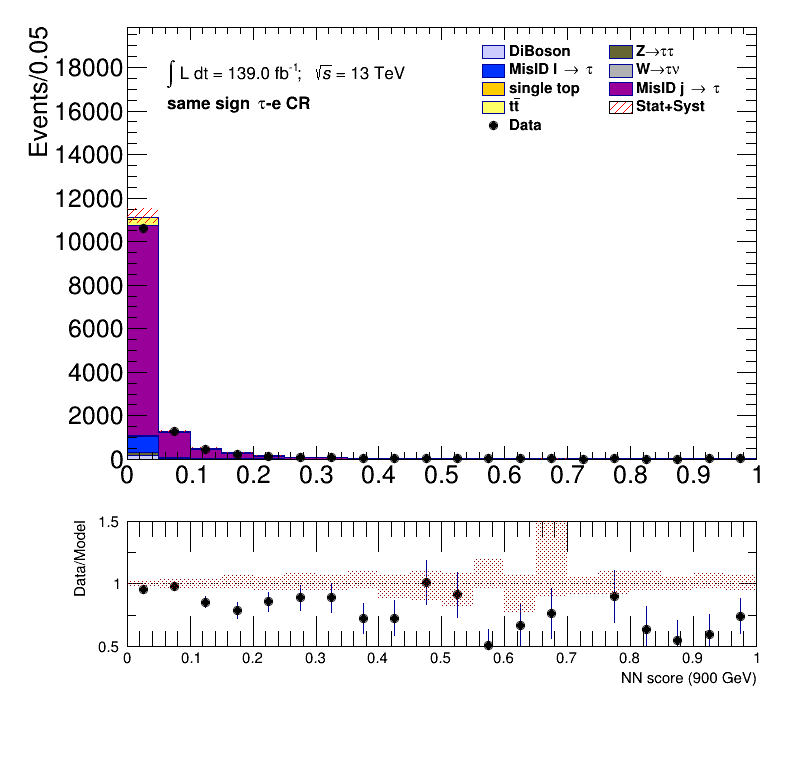 Events/0.05
18000
16000
14000
12000
10000
8000
6000
4000
2000
0
∫ L dt = 139.0 fb⁻¹; √s = 13 TeV
same sign τ-e CR
DiBoson
MisID l → τ
single top
tt̄
Data
Z→ττ
W→τν
MisID j → τ
Stat+Syst
0 0.1 0.2 0.3 0.4 0.5 0.6 0.7 0.8 0.9 1
Data/Model
1.5
1
0.5
0 0.1 0.2 0.3 0.4 0.5 0.6 0.7 0.8 0.9 1
NN score (900 GeV)